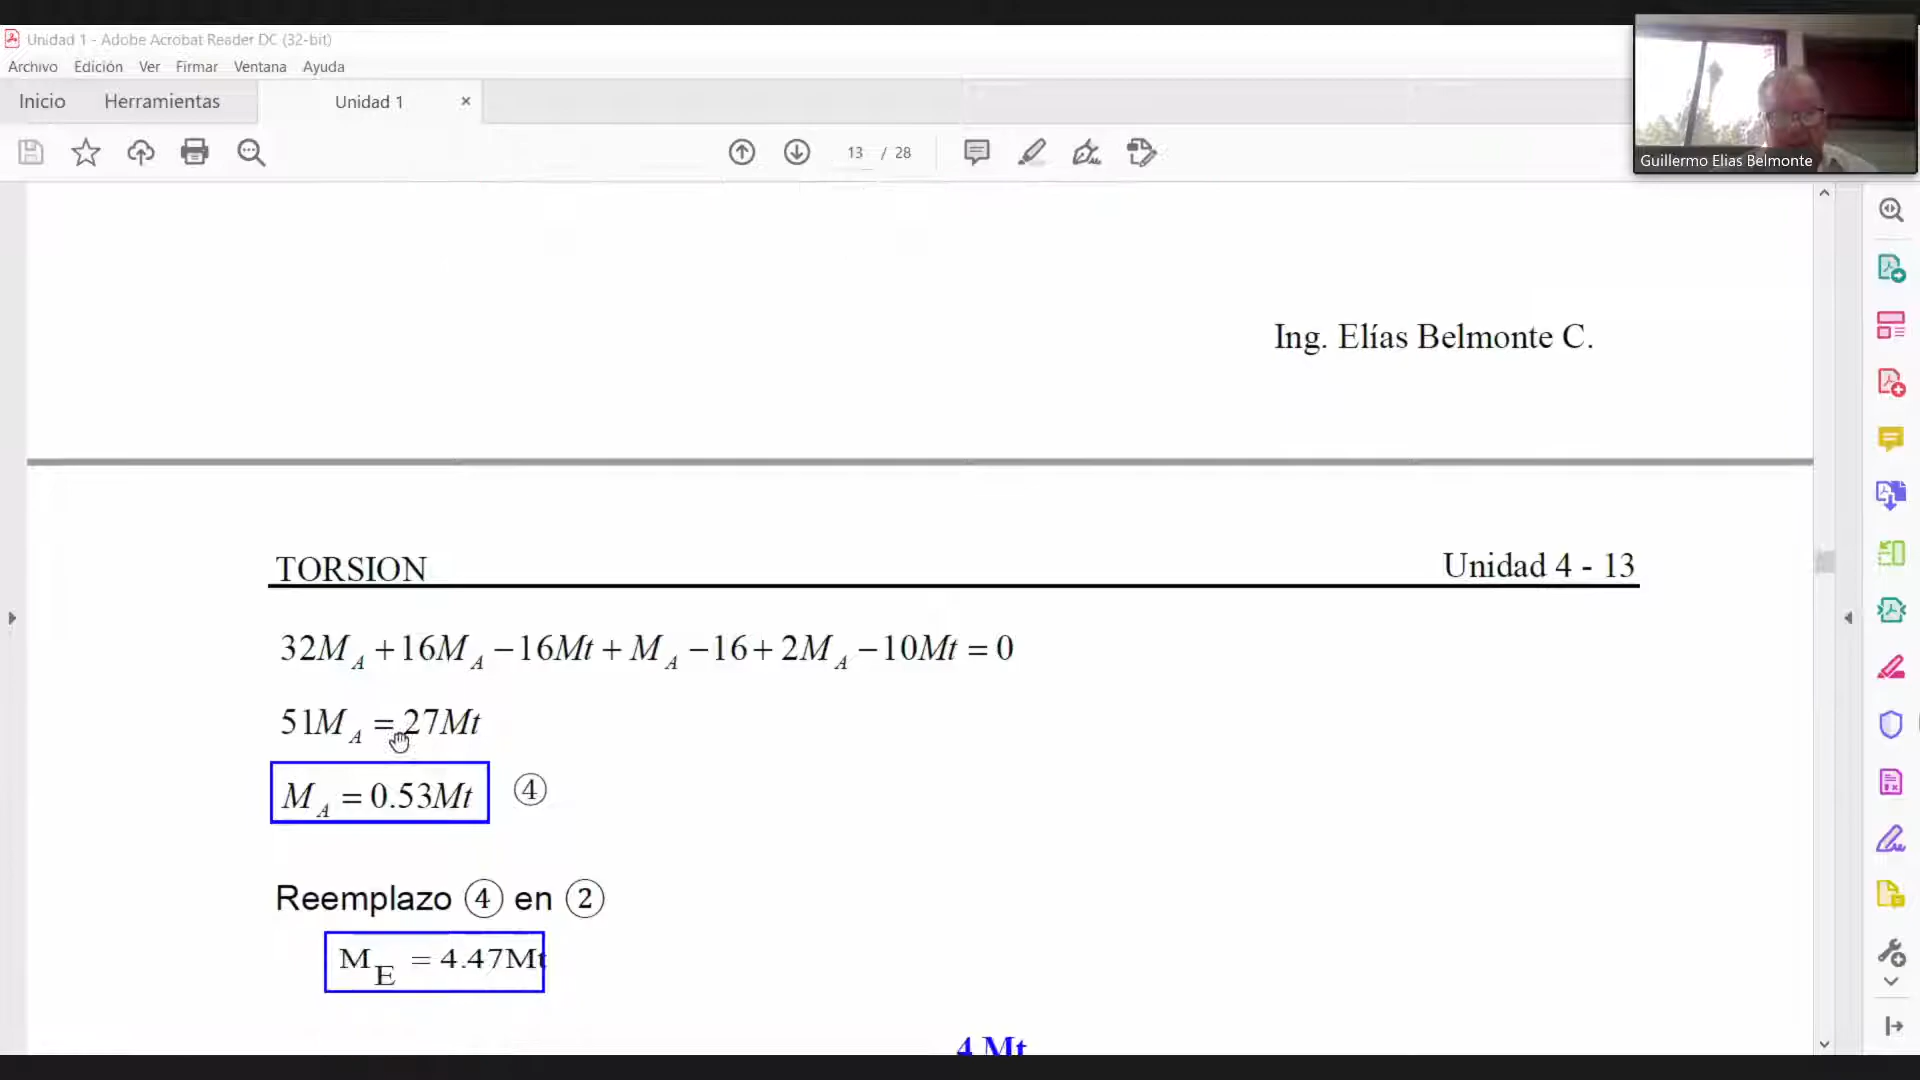 Unidad 1 - Adobe Acrobat Reader DC (32-bit)
Archivo Edición Ver Firmar Ventana Ayuda
Inicio Herramientas Unidad 1 ×
13 / 28
Guillermo Elias Belmonte
Ing. Elías Belmonte C.
TORSION Unidad 4 - 13
32M_A + 16M_A − 16Mt + M_A − 16 + 2M_A − 10Mt = 0
51M_A = 27Mt
M_A = 0.53Mt ④
Reemplazo ④ en ②
M_E = 4.47Mt
4 Mt